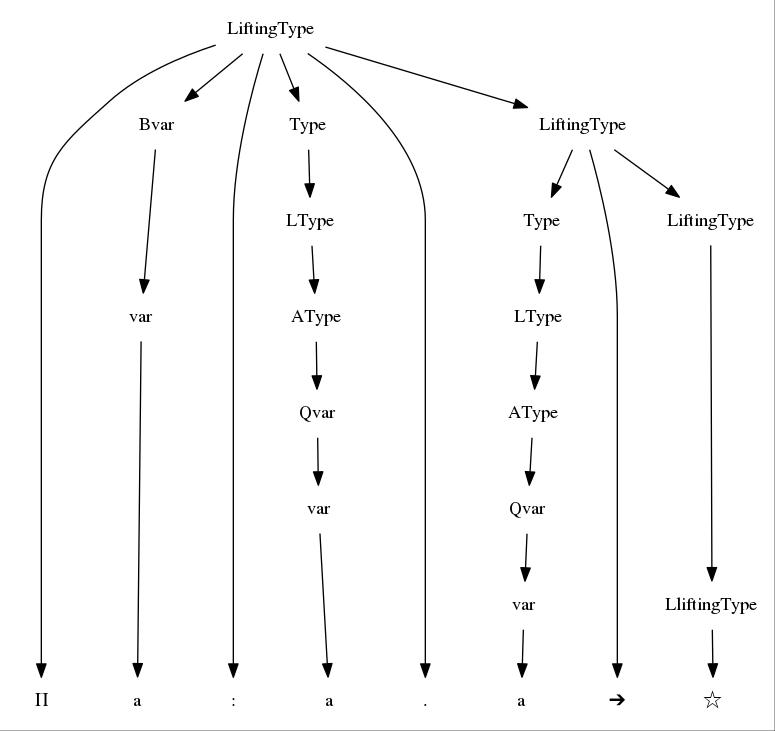 LiftingType
Bvar Type LiftingType
LType Type LiftingType
var AType LType
Qvar AType
var Qvar
var LliftingType
Π a : a . a ➔ ☆